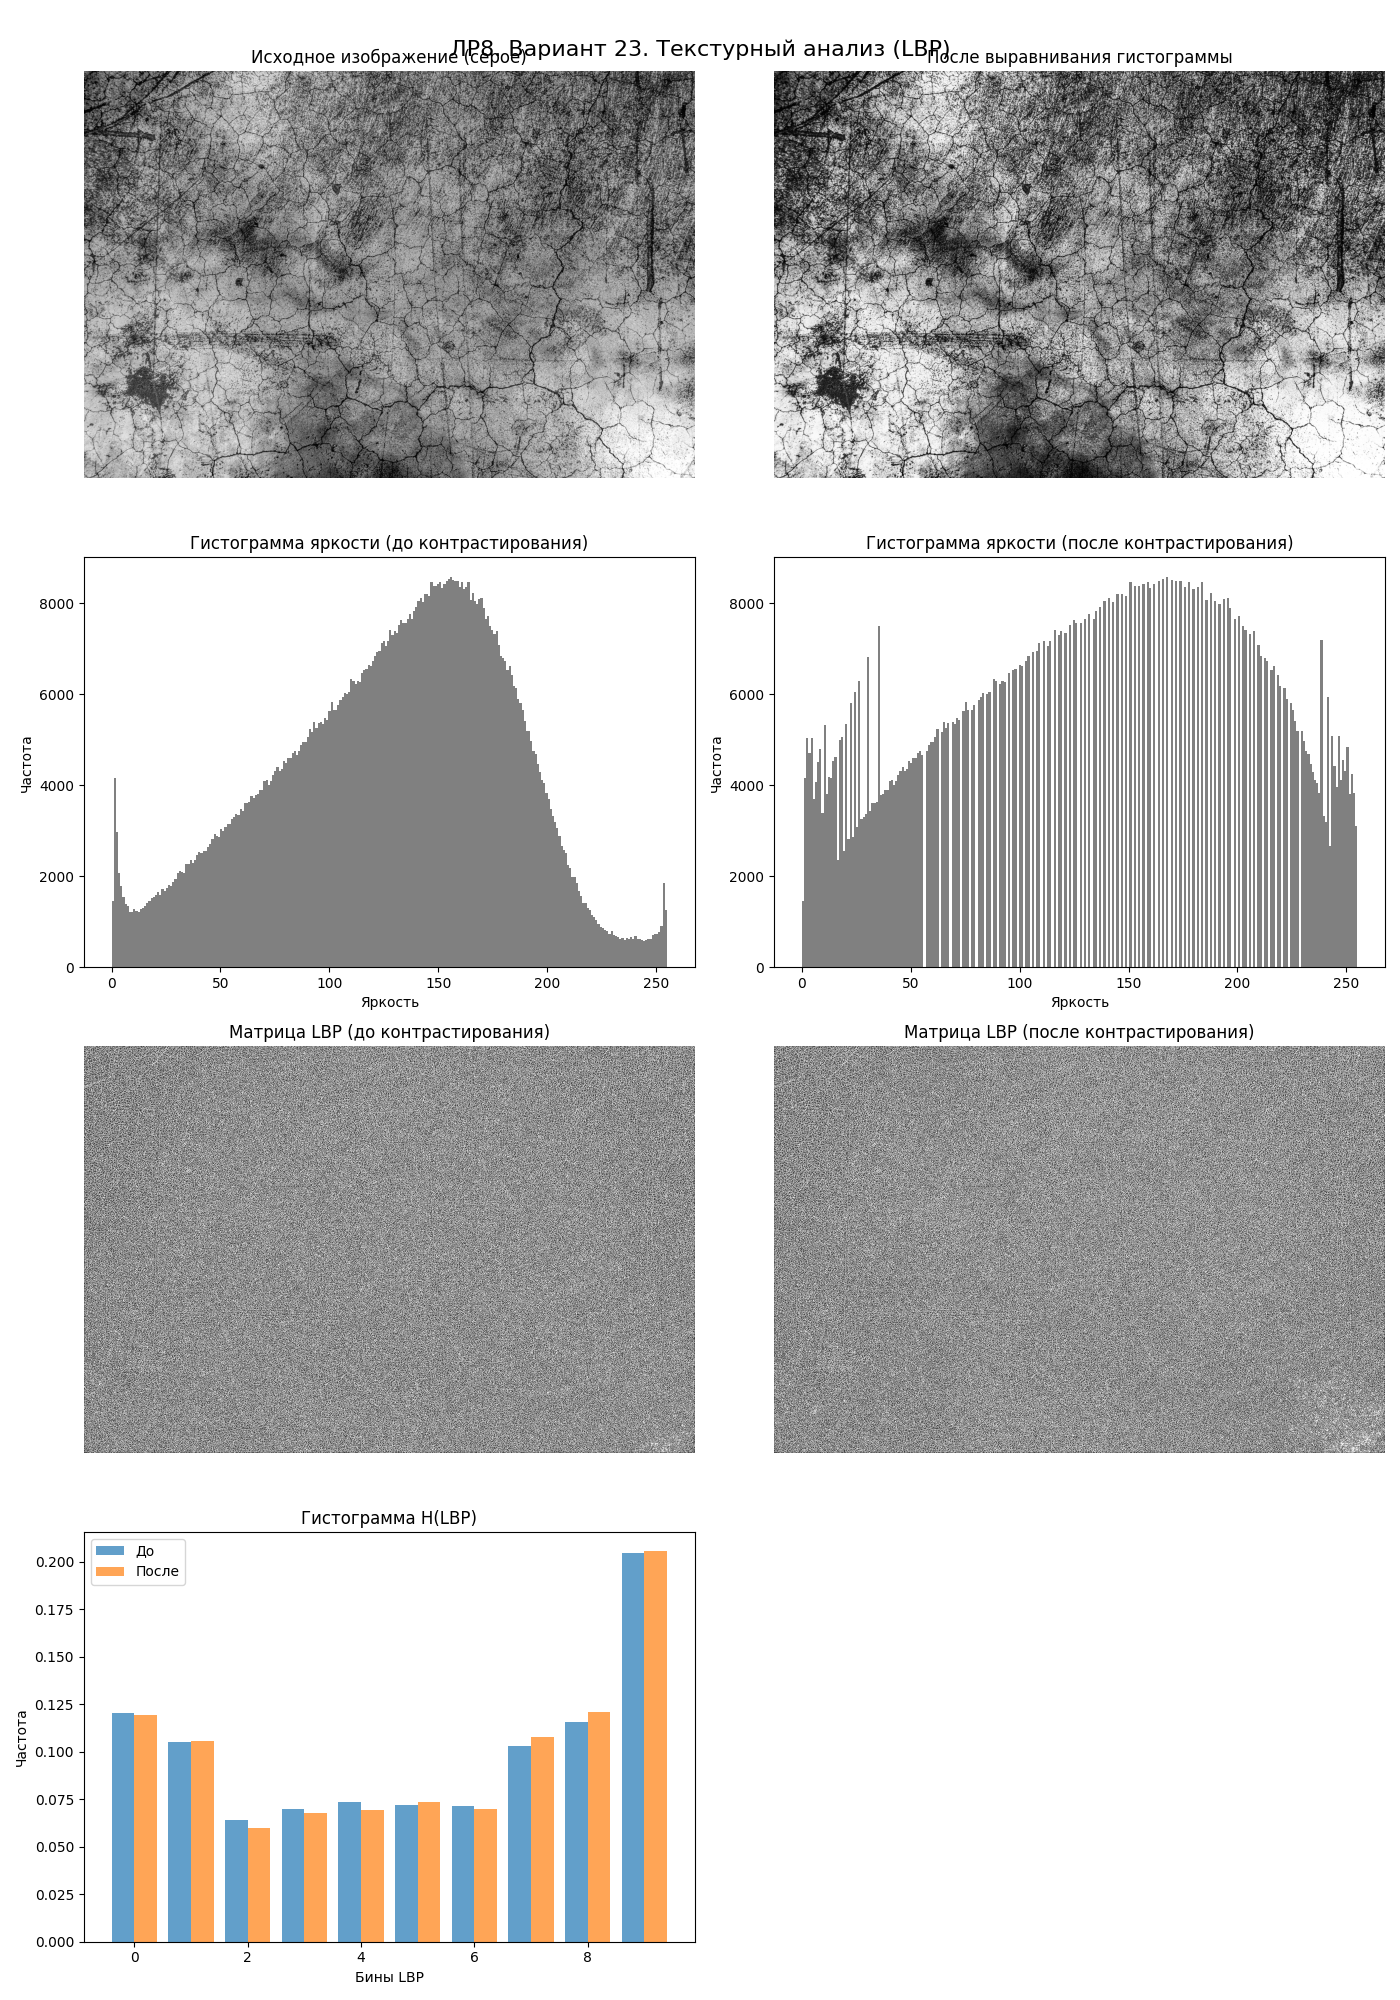 ЛР8. Вариант 23. Текстурный анализ (LBP)
Исходное изображение (серое)
После выравнивания гистограммы
Гистограмма яркости (до контрастирования)
Частота
8000
6000
4000
2000
0
0 50 100 150 200 250
Яркость
Гистограмма яркости (после контрастирования)
Частота
8000
6000
4000
2000
0
0 50 100 150 200 250
Яркость
Матрица LBP (до контрастирования)
Матрица LBP (после контрастирования)
Гистограмма H(LBP)
До
После
Частота
0.200
0.175
0.150
0.125
0.100
0.075
0.050
0.025
0.000
0 2 4 6 8
Бины LBP